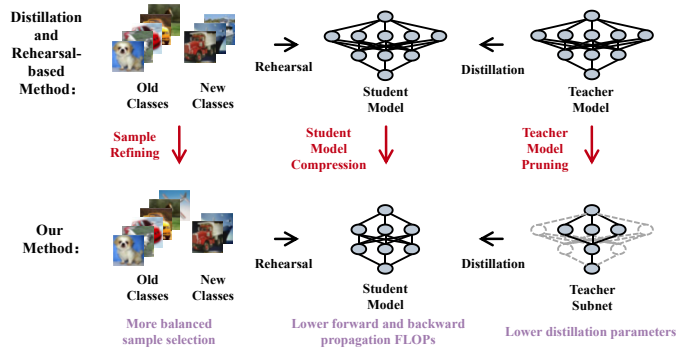 Distillation
and
Rehearsal-
based
Method:
Old
Classes
New
Classes
Rehearsal
Student
Model
Distillation
Teacher
Model
Sample
Refining
Student
Model
Compression
Teacher
Model
Pruning
Our
Method:
Old
Classes
New
Classes
Rehearsal
Student
Model
Distillation
Teacher
Subnet
More balanced
sample selection
Lower forward and backward
propagation FLOPs
Lower distillation parameters